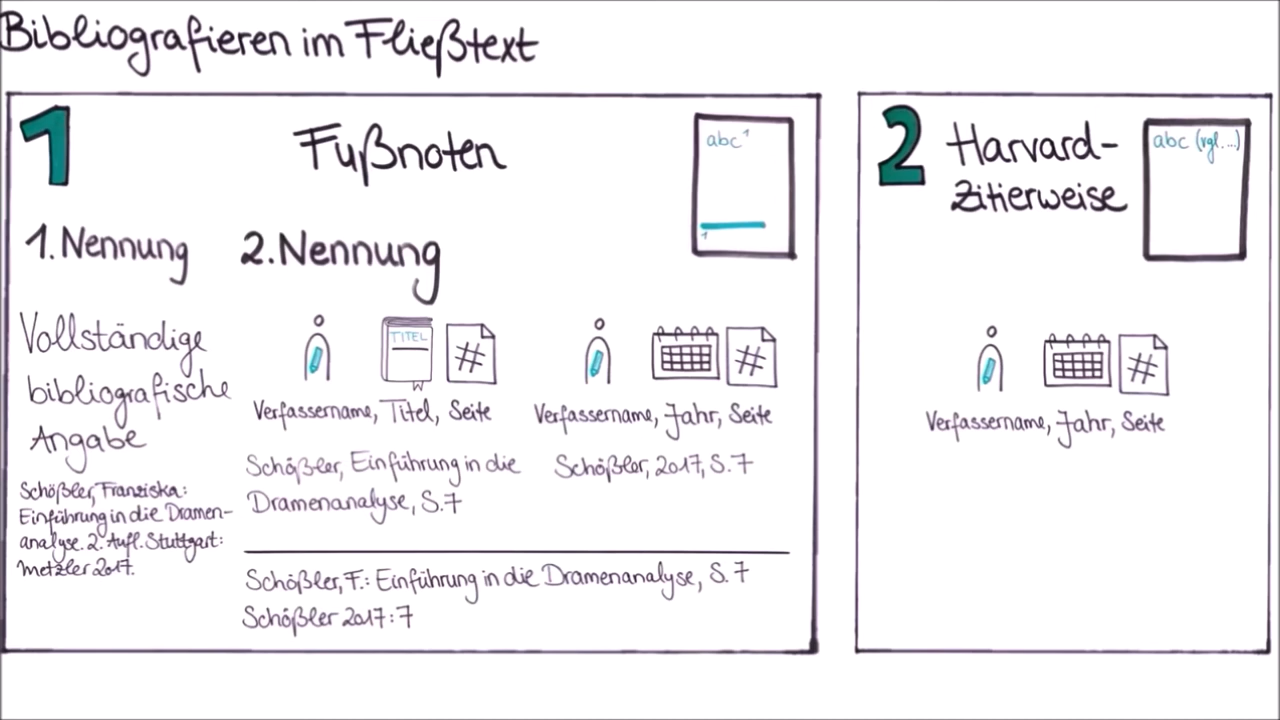 Bibliografieren im Fließtext
1
Fußnoten
abc¹
1
1. Nennung
2. Nennung
Vollständige
bibliografische
Angabe
Schößler, Franziska:
Einführung in die Dramen-
analyse. 2. Aufl. Stuttgart:
Metzler 2017.
TITEL
#
Verfassername, Titel, Seite
Schößler, Einführung in die
Dramenanalyse, S. 7
#
Verfassername, Jahr, Seite
Schößler, 2017, S. 7
Schößler, F.: Einführung in die Dramenanalyse, S. 7
Schößler 2017: 7
2
Harvard-
Zitierweise
abc (vgl. ...)
#
Verfassername, Jahr, Seite